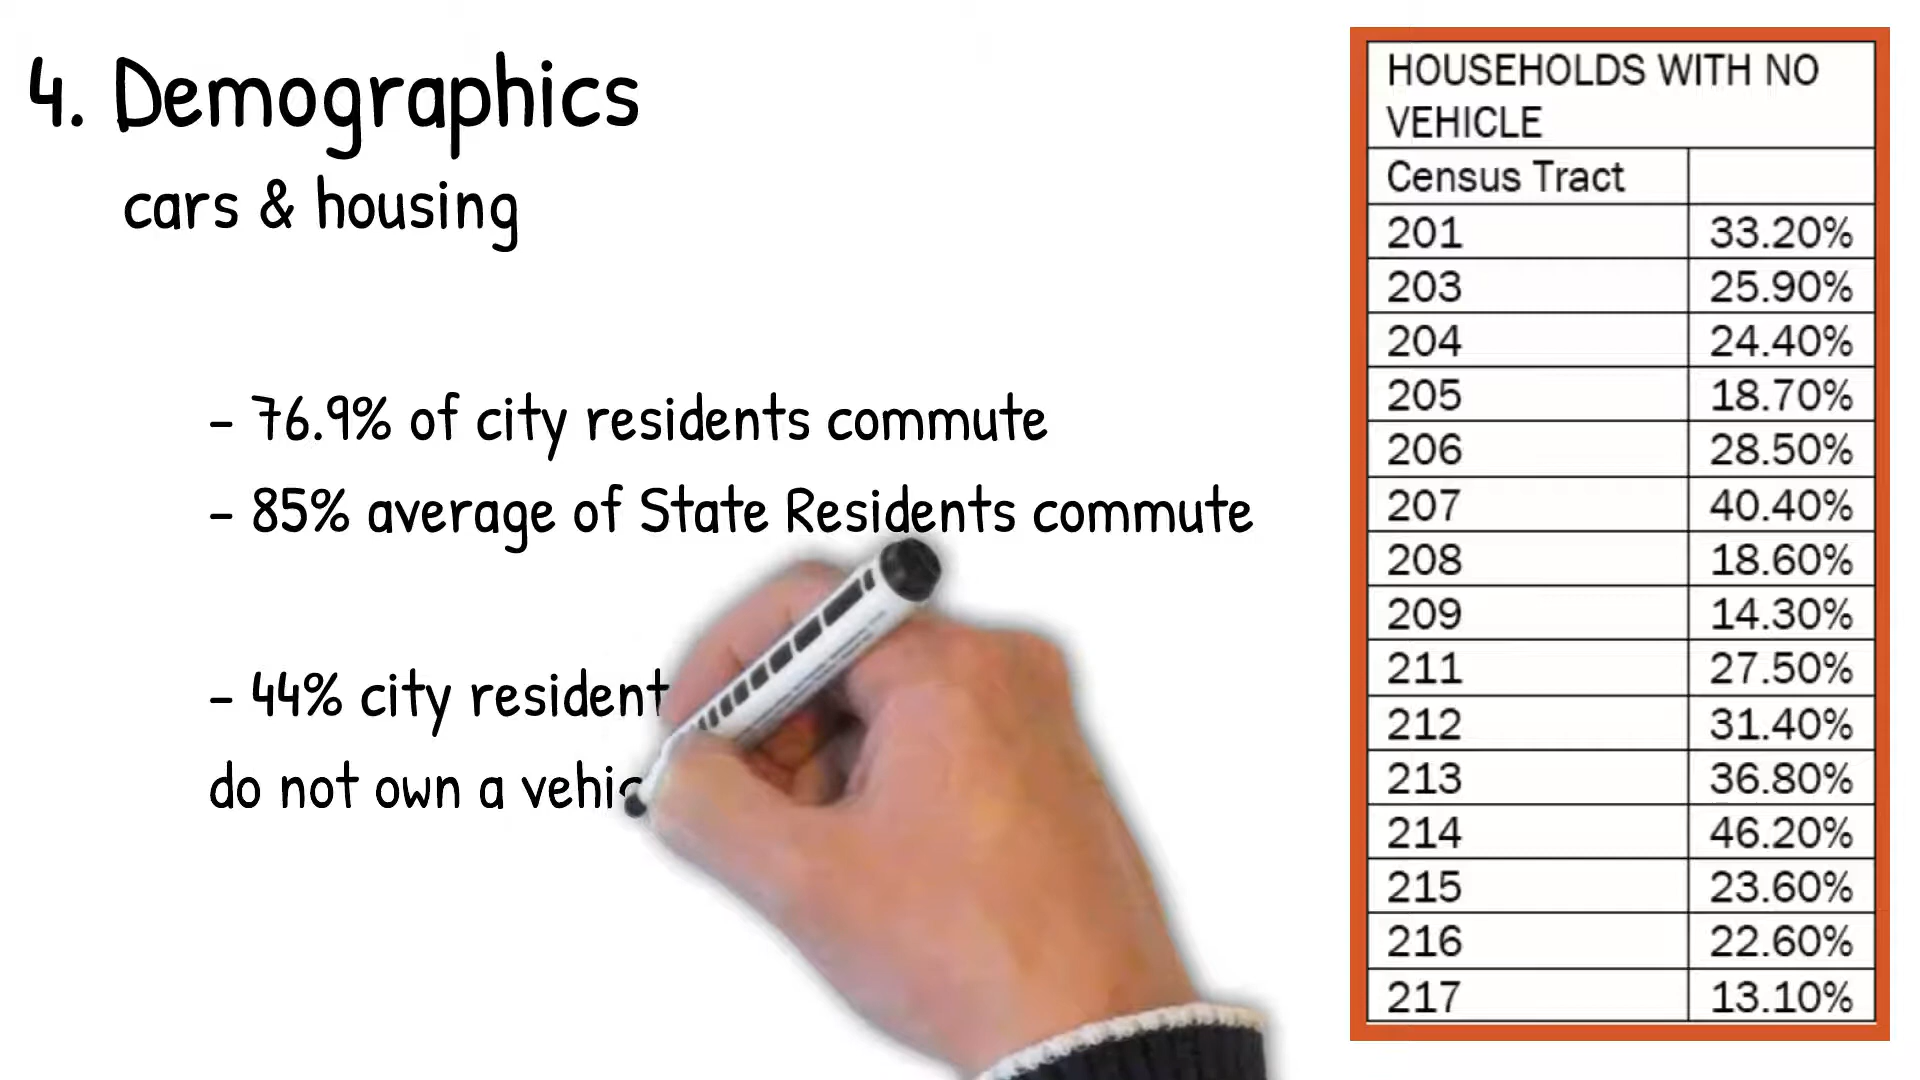 4. Demographics
cars & housing
- 76.9% of city residents commute
- 85% average of State Residents commute
- 44% city resident
do not own a vehic
HOUSEHOLDS WITH NO
VEHICLE
Census Tract
201 33.20%
203 25.90%
204 24.40%
205 18.70%
206 28.50%
207 40.40%
208 18.60%
209 14.30%
211 27.50%
212 31.40%
213 36.80%
214 46.20%
215 23.60%
216 22.60%
217 13.10%